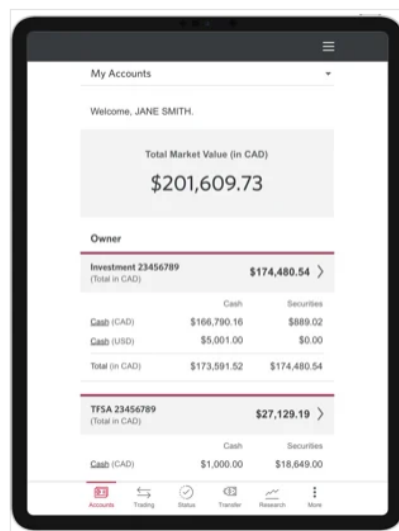 My Accounts
Welcome, JANE SMITH.
Total Market Value (in CAD)
$201,609.73
Owner
Investment 23456789 $174,480.54
(Total in CAD)
Cash Securities
Cash (CAD) $166,790.16 $889.02
Cash (USD) $5,001.00 $0.00
Total (in CAD) $173,591.52 $174,480.54
TFSA 23456789 $27,129.19
(Total in CAD)
Cash Securities
Cash (CAD) $1,000.00 $18,649.00
Accounts Trading Status Transfer Research More